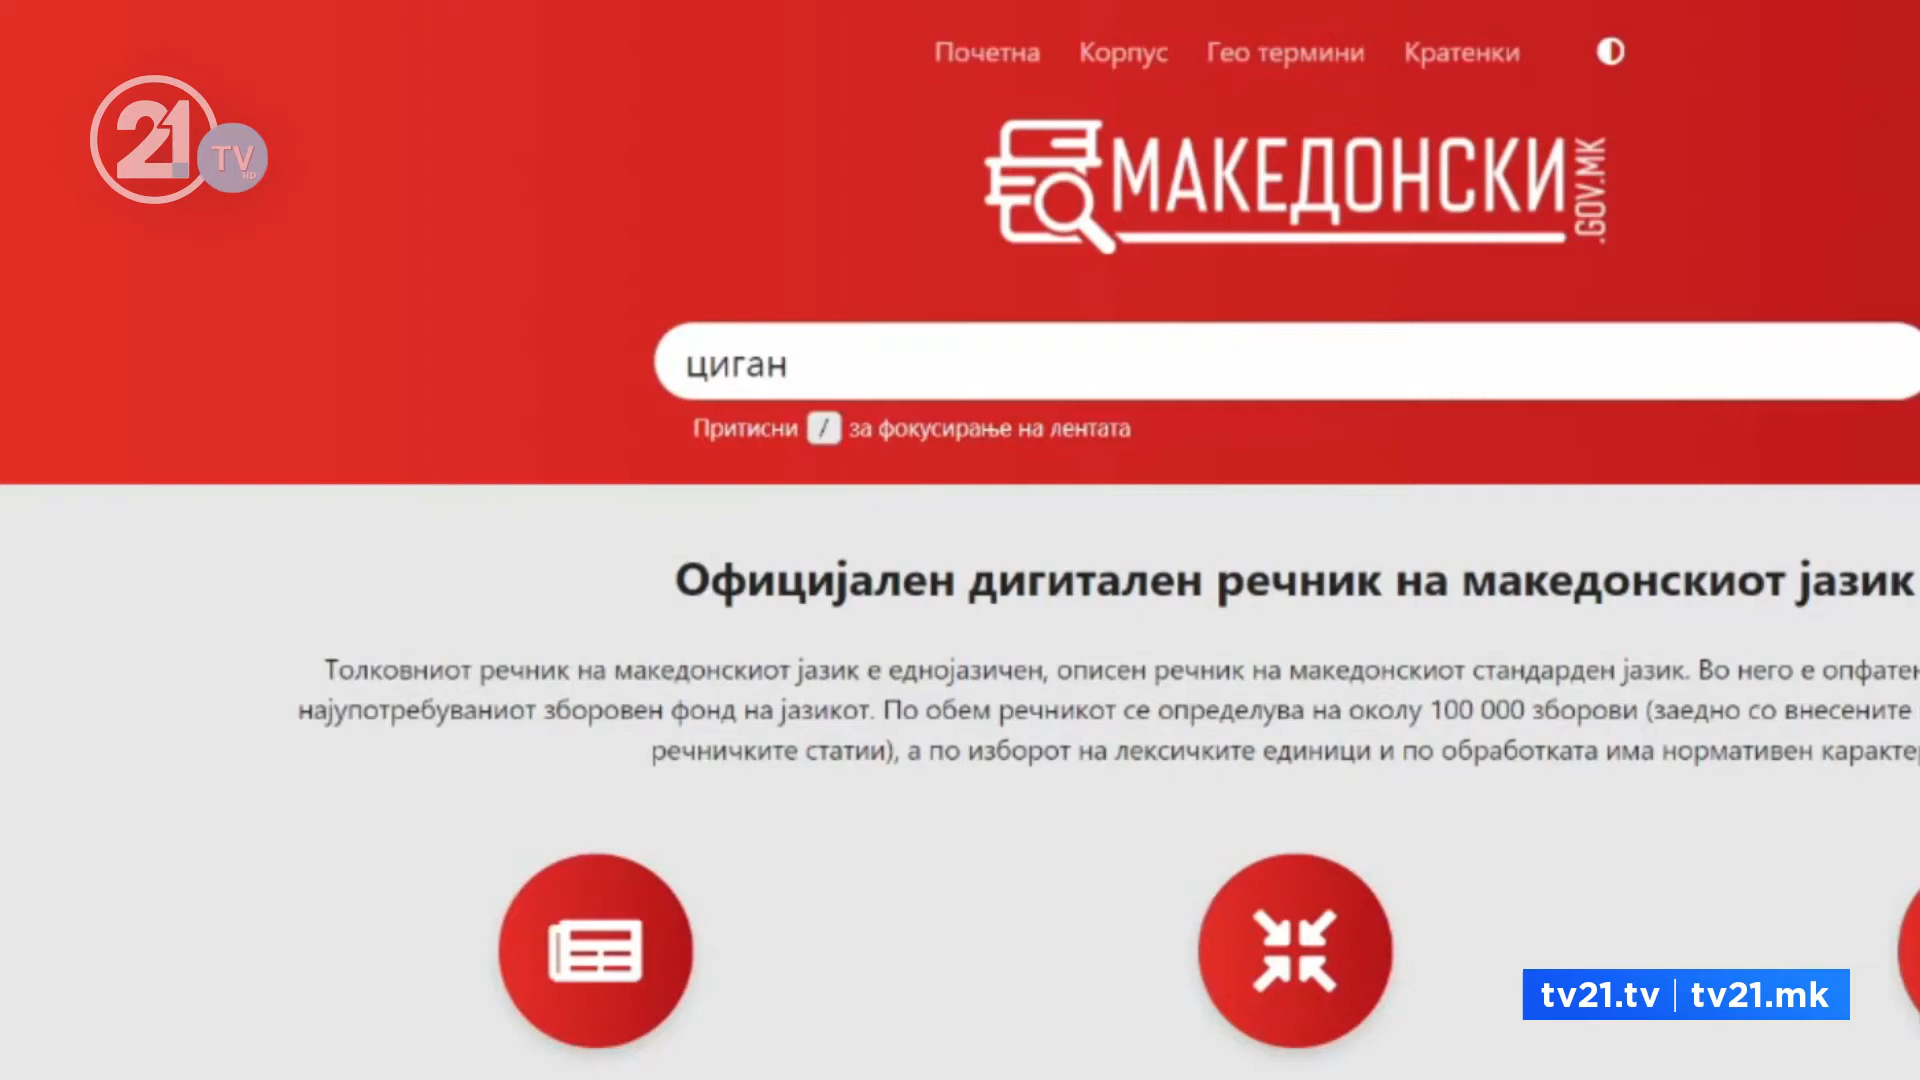 Почетна Корпус Гео термини Кратенки
21 TV HD
МАКЕДОНСКИ .GOV.MK
циган
Притисни / за фокусирање на лентата
Официјален дигитален речник на македонскиот јазик
Толковниот речник на македонскиот јазик е еднојазичен, описен речник на македонскиот стандарден јазик. Во него е опфатен
најупотребуваниот зборовен фонд на јазикот. По обем речникот се определува на околу 100 000 зборови (заедно со внесените
речничките статии), а по изборот на лексичките единици и по обработката има нормативен карактер
tv21.tv | tv21.mk